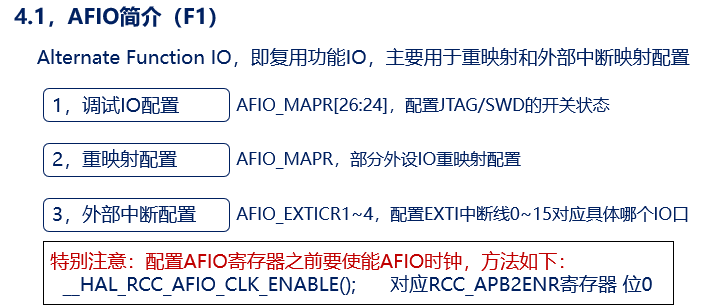 4.1，AFIO简介（F1）
Alternate Function IO，即复用功能IO，主要用于重映射和外部中断映射配置
1，调试IO配置 AFIO_MAPR[26:24]，配置JTAG/SWD的开关状态
2，重映射配置 AFIO_MAPR，部分外设IO重映射配置
3，外部中断配置 AFIO_EXTICR1~4，配置EXTI中断线0~15对应具体哪个IO口
特别注意：配置AFIO寄存器之前要使能AFIO时钟，方法如下：
__HAL_RCC_AFIO_CLK_ENABLE(); 对应RCC_APB2ENR寄存器 位0